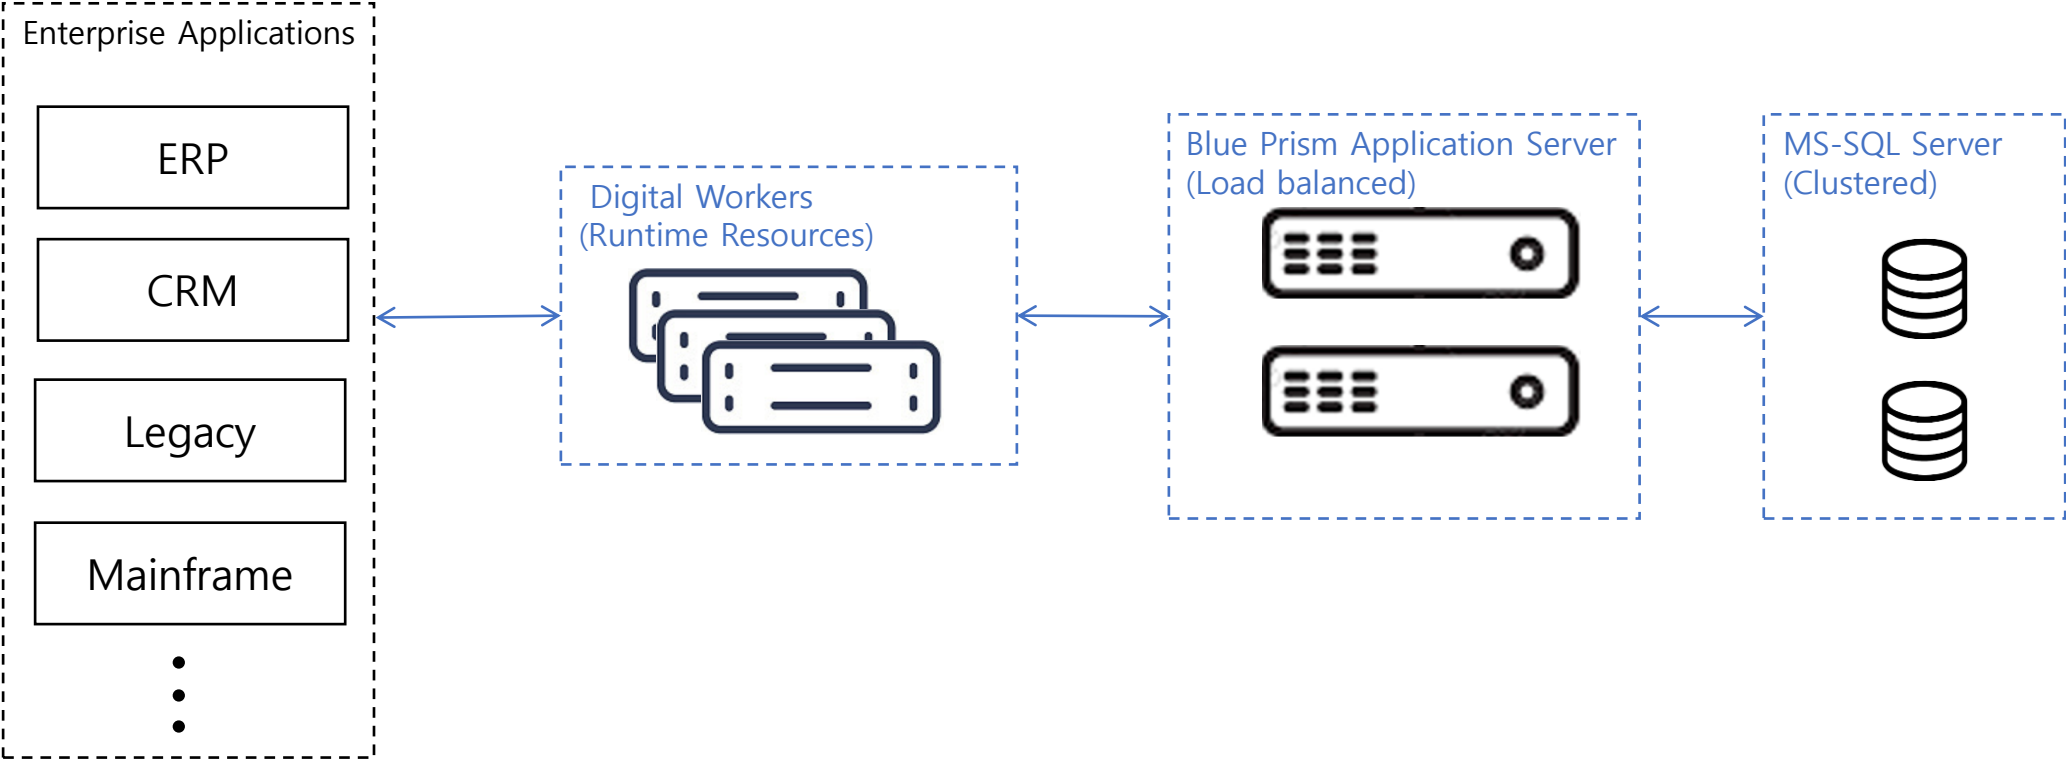 Enterprise Applications
ERP
CRM
Legacy
Mainframe
Digital Workers
(Runtime Resources)
Blue Prism Application Server
(Load balanced)
MS-SQL Server
(Clustered)